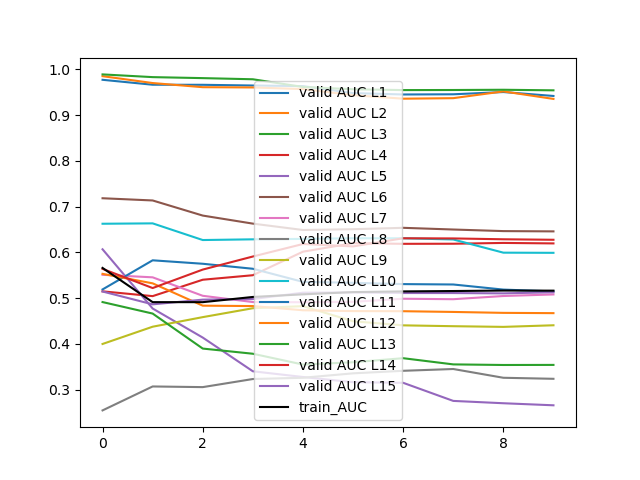 1.0
0.9
0.8
0.7
0.6
0.5
0.4
0.3
valid AUC L1
valid AUC L2
valid AUC L3
valid AUC L4
valid AUC L5
valid AUC L6
valid AUC L7
valid AUC L8
valid AUC L9
valid AUC L10
valid AUC L11
valid AUC L12
valid AUC L13
valid AUC L14
valid AUC L15
train_AUC
0 2 4 6 8